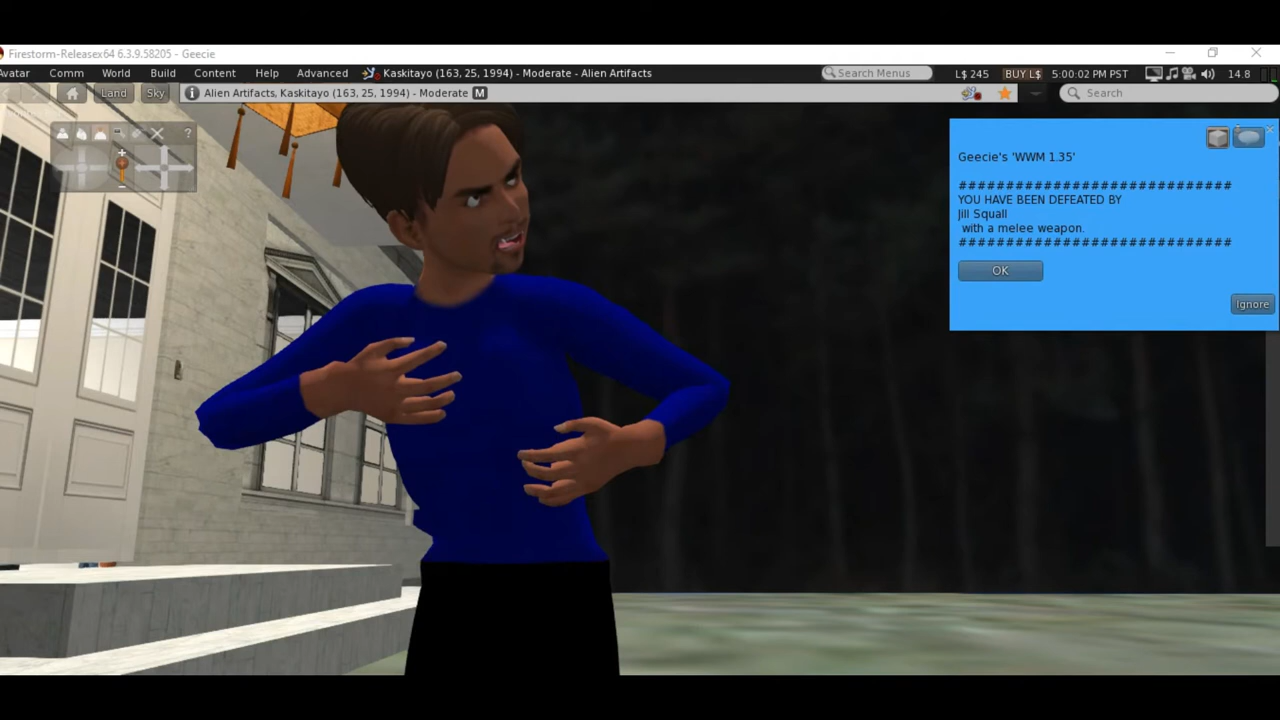 Firestorm-Releasex64 6.3.9.58205 - Geecie
Avatar Comm World Build Content Help Advanced Kaskitayo (163, 25, 1994) - Moderate - Alien Artifacts Search Menus L$ 245 BUY L$ 5:00:02 PM PST 14.8
Land Sky Alien Artifacts, Kaskitayo (163, 25, 1994) - Moderate M Search
?
Geecie's 'WWM 1.35'
###########################
YOU HAVE BEEN DEFEATED BY
Jill Squall
with a melee weapon.
###########################
OK
Ignore